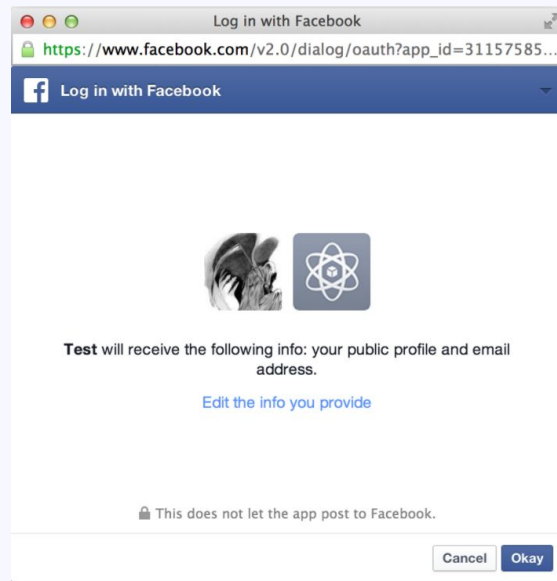 Log in with Facebook
https://www.facebook.com/v2.0/dialog/oauth?app_id=31157585...
Log in with Facebook
Test will receive the following info: your public profile and email
address.
Edit the info you provide
This does not let the app post to Facebook.
Cancel Okay